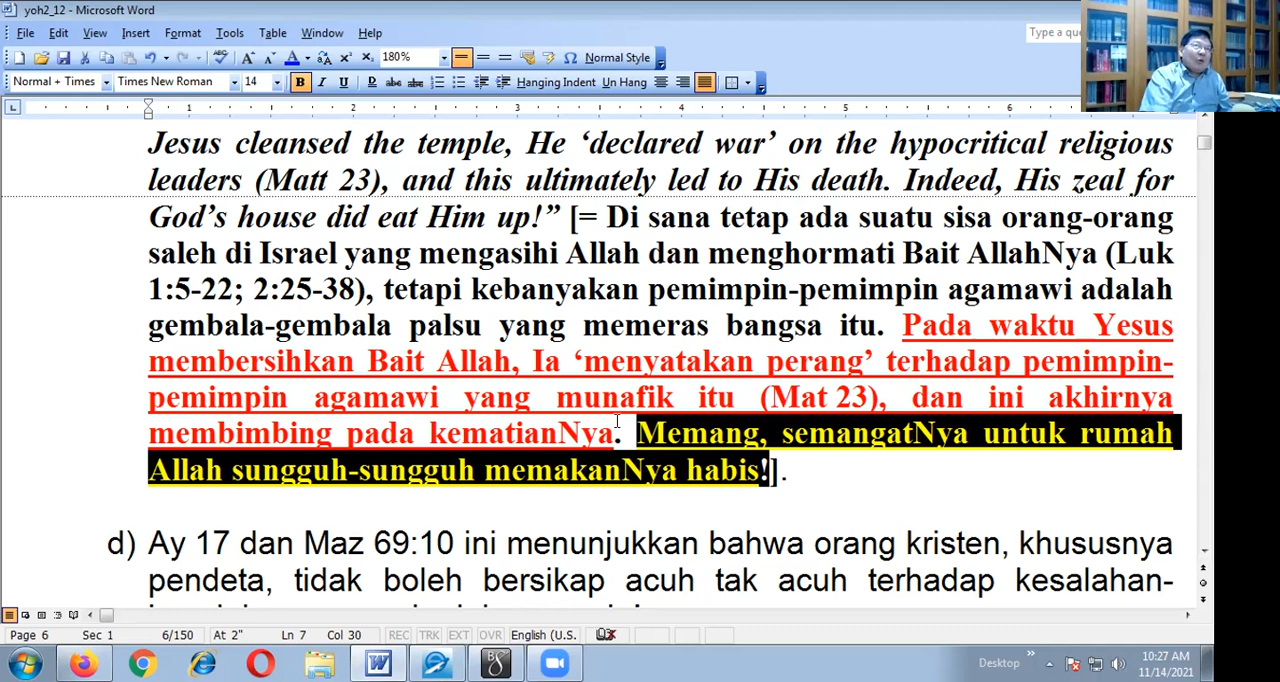 yoh2_12 - Microsoft Word
File Edit View Insert Format Tools Table Window Help
Type a qu
180% Normal Style
Normal + Times Times New Roman 14 B I U D abc abc Hanging Indent Un Hang
1 2 3 4 5 6
Jesus cleansed the temple, He ‘declared war’ on the hypocritical religious
leaders (Matt 23), and this ultimately led to His death. Indeed, His zeal for
God’s house did eat Him up!” [= Di sana tetap ada suatu sisa orang-orang
saleh di Israel yang mengasihi Allah dan menghormati Bait AllahNya (Luk
1:5-22; 2:25-38), tetapi kebanyakan pemimpin-pemimpin agamawi adalah
gembala-gembala palsu yang memeras bangsa itu. Pada waktu Yesus
membersihkan Bait Allah, Ia ‘menyatakan perang’ terhadap pemimpin-
pemimpin agamawi yang munafik itu (Mat 23), dan ini akhirnya
membimbing pada kematianNya. Memang, semangatNya untuk rumah
Allah sungguh-sungguh memakanNya habis!].
d) Ay 17 dan Maz 69:10 ini menunjukkan bahwa orang kristen, khususnya
pendeta, tidak boleh bersikap acuh tak acuh terhadap kesalahan-
Page 6 Sec 1 6/150 At 2" Ln 7 Col 30 REC TRK EXT OVR English (U.S.
Desktop 10:27 AM
11/14/2021